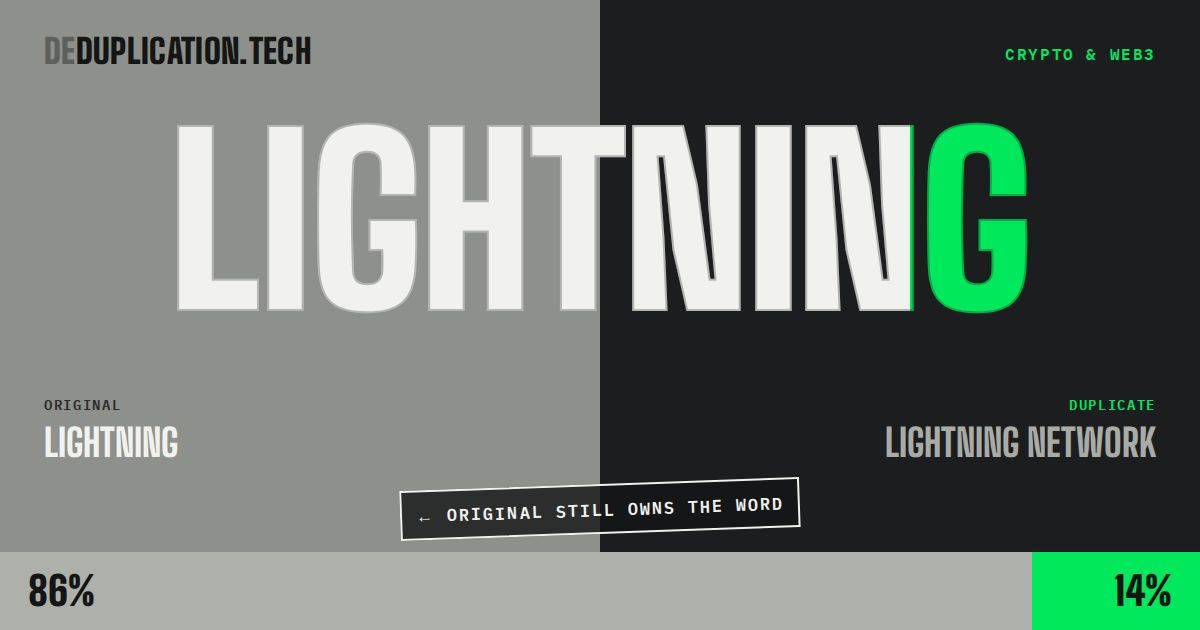 DEDUPLICATION.TECH
CRYPTO & WEB3
LIGHTNING
ORIGINAL
LIGHTNING
DUPLICATE
LIGHTNING NETWORK
← ORIGINAL STILL OWNS THE WORD
86%
14%